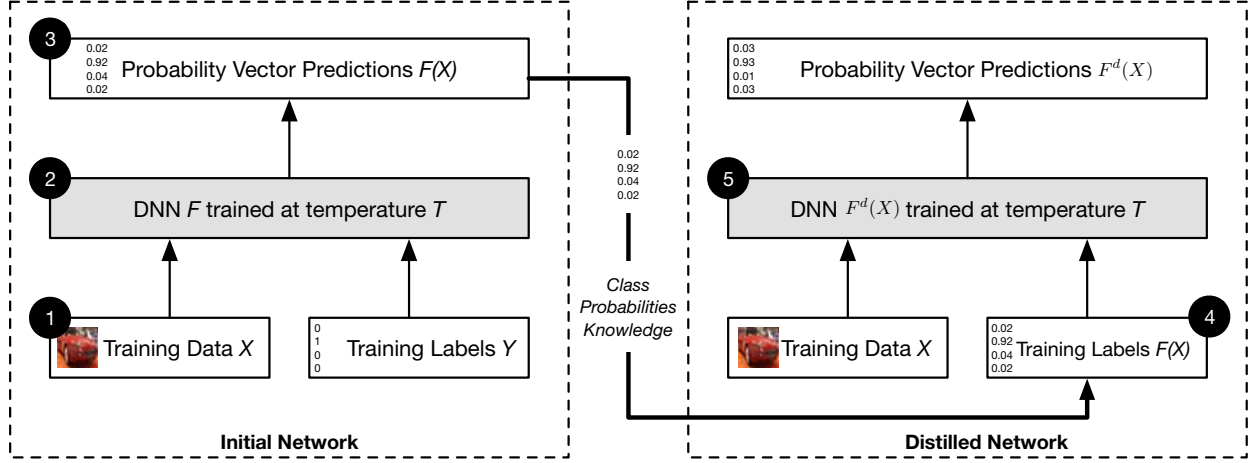 3
0.02
0.92
0.04
0.02
Probability Vector Predictions F(X)
2
DNN F trained at temperature T
1
Training Data X
0
1
0
0
Training Labels Y
Initial Network
0.02
0.92
0.04
0.02
Class
Probabilities
Knowledge
0.03
0.93
0.01
0.03
Probability Vector Predictions F^d(X)
5
DNN F^d(X) trained at temperature T
Training Data X
4
0.02
0.92
0.04
0.02
Training Labels F(X)
Distilled Network